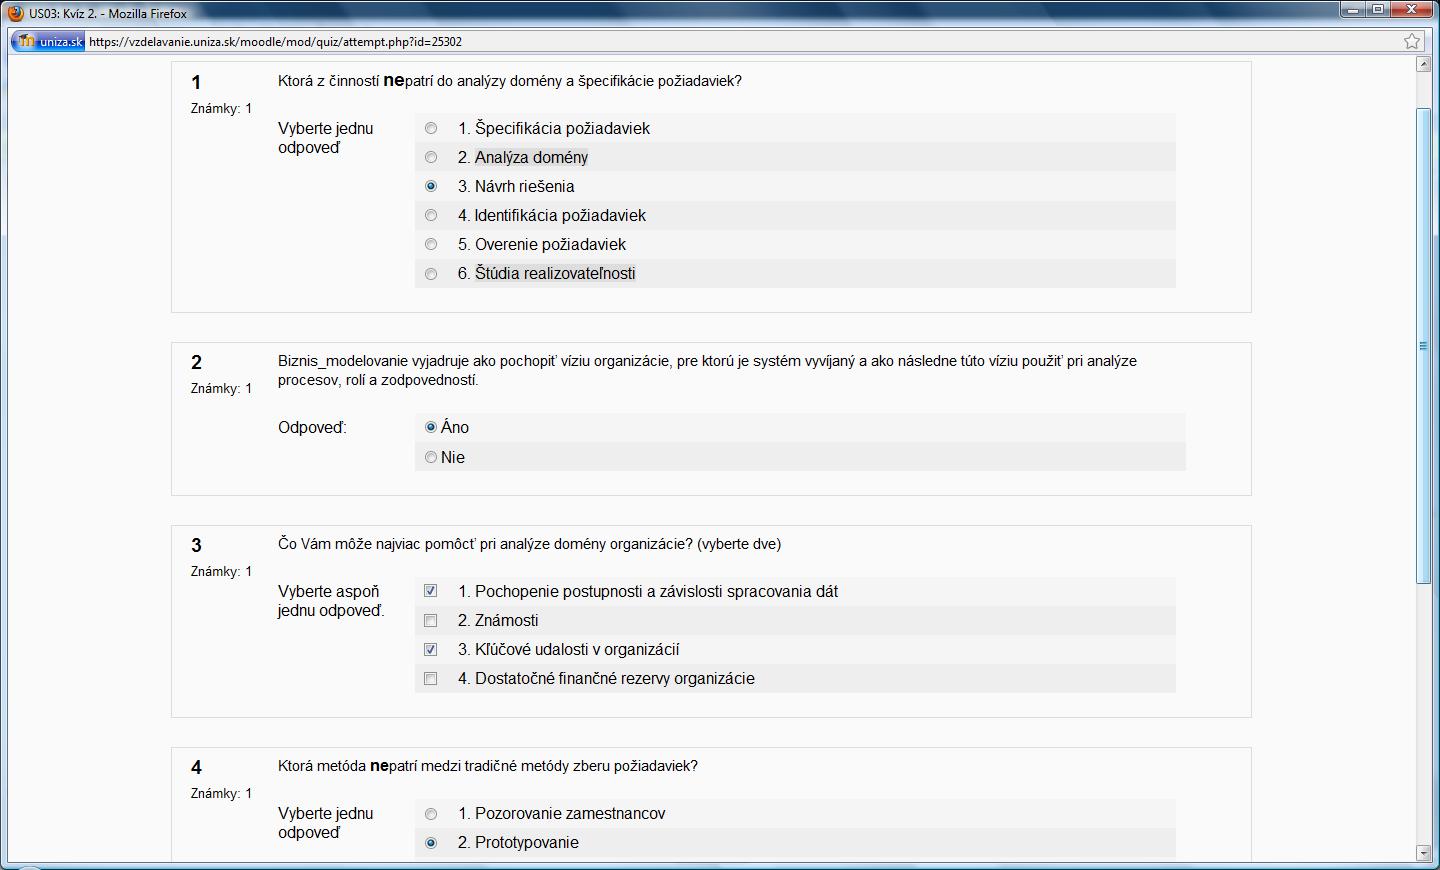 US03: Kvíz 2. - Mozilla Firefox
uniza.sk https://vzdelavanie.uniza.sk/moodle/mod/quiz/attempt.php?id=25302
1
Známky: 1
Ktorá z činností nepatrí do analýzy domény a špecifikácie požiadaviek?
Vyberte jednu
odpoveď
1. Špecifikácia požiadaviek
2. Analýza domény
3. Návrh riešenia
4. Identifikácia požiadaviek
5. Overenie požiadaviek
6. Štúdia realizovateľnosti
2
Známky: 1
Biznis_modelovanie vyjadruje ako pochopiť víziu organizácie, pre ktorú je systém vyvíjaný a ako následne túto víziu použiť pri analýze
procesov, rolí a zodpovedností.
Odpoveď:
Áno
Nie
3
Známky: 1
Čo Vám môže najviac pomôcť pri analýze domény organizácie? (vyberte dve)
Vyberte aspoň
jednu odpoveď.
1. Pochopenie postupnosti a závislosti spracovania dát
2. Známosti
3. Kľúčové udalosti v organizácií
4. Dostatočné finančné rezervy organizácie
4
Známky: 1
Ktorá metóda nepatrí medzi tradičné metódy zberu požiadaviek?
Vyberte jednu
odpoveď
1. Pozorovanie zamestnancov
2. Prototypovanie